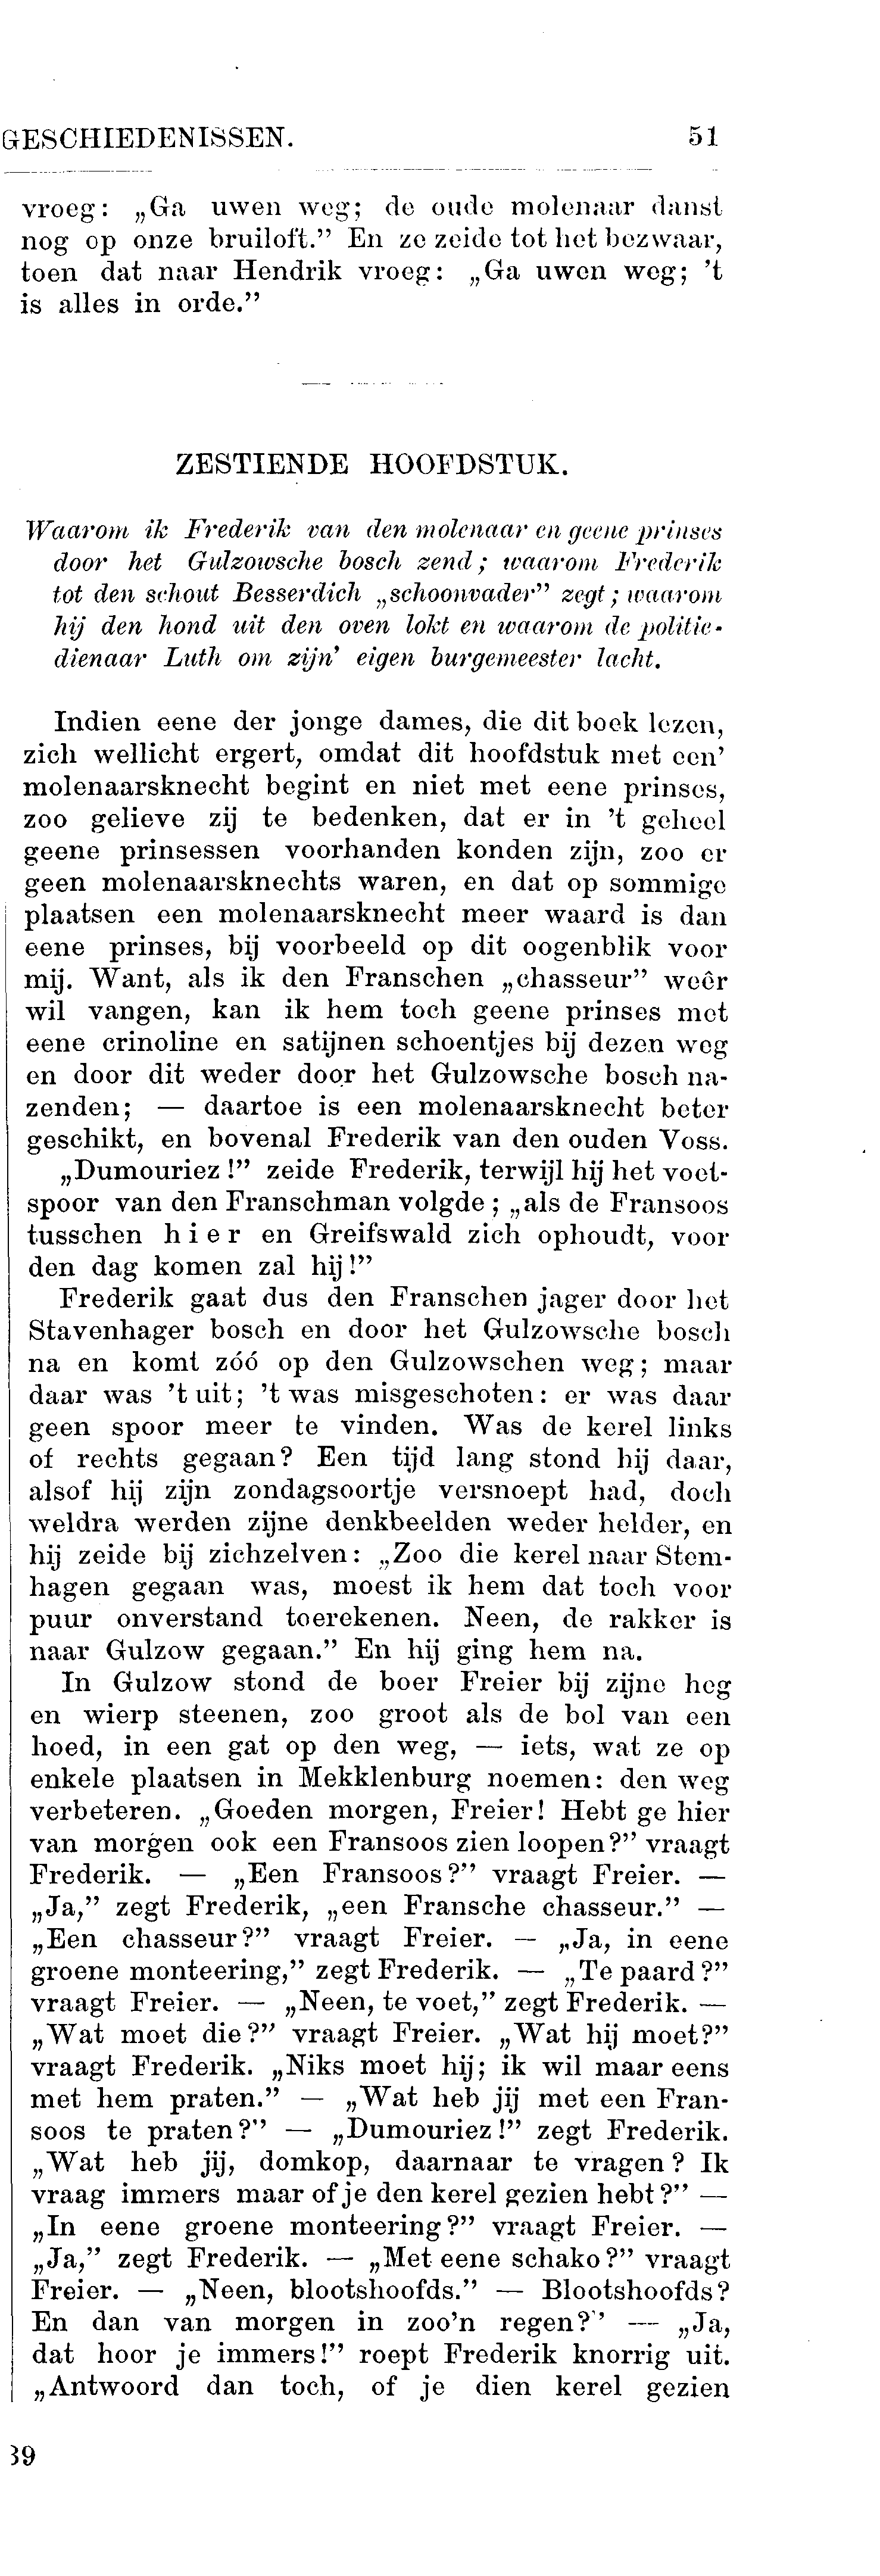 GESCHIEDENISSEN. 51
vroeg: „Ga uwen weg; de oude molenaar danst
nog op onze bruiloft.” En ze zeide tot het bezwaar,
toen dat naar Hendrik vroeg: „Ga uwen weg; ’t
is alles in orde.”
ZESTIENDE HOOFDSTUK.
Waarom ik Frederik van den molenaar en geene prinses
door het Gulzowsche bosch zend; waarom Frederik
tot den schout Besserdich „schoonvader” zegt; waarom
hij den hond uit den oven lokt en waarom de politie-
dienaar Luth om zijn’ eigen burgemeester lacht.
Indien eene der jonge dames, die dit boek lezen,
zich wellicht ergert, omdat dit hoofdstuk met een’
molenaarsknecht begint en niet met eene prinses,
zoo gelieve zij te bedenken, dat er in ’t geheel
geene prinsessen voorhanden konden zijn, zoo er
geen molenaarsknechts waren, en dat op sommige
plaatsen een molenaarsknecht meer waard is dan
eene prinses, bij voorbeeld op dit oogenblik voor
mij. Want, als ik den Franschen „chasseur” weêr
wil vangen, kan ik hem toch geene prinses met
eene crinoline en satijnen schoentjes bij dezen weg
en door dit weder door het Gulzowsche bosch na-
zenden; — daartoe is een molenaarsknecht beter
geschikt, en bovenal Frederik van den ouden Voss.
„Dumouriez!” zeide Frederik, terwijl hij het voet-
spoor van den Franschman volgde; „als de Fransoos
tusschen hier en Greifswald zich ophoudt, voor
den dag komen zal hij!”
Frederik gaat dus den Franschen jager door het
Stavenhager bosch en door het Gulzowsche bosch
na en komt zóó op den Gulzowschen weg; maar
daar was ’t uit; ’t was misgeschoten: er was daar
geen spoor meer te vinden. Was de kerel links
of rechts gegaan? Een tijd lang stond hij daar,
alsof hij zijn zondagsoortje versnoept had, doch
weldra werden zijne denkbeelden weder helder, en
hij zeide bij zichzelven: „Zoo die kerel naar Stem-
hagen gegaan was, moest ik hem dat toch voor
puur onverstand toerekenen. Neen, de rakker is
naar Gulzow gegaan.” En hij ging hem na.
In Gulzow stond de boer Freier bij zijne heg
en wierp steenen, zoo groot als de bol van een
hoed, in een gat op den weg, — iets, wat ze op
enkele plaatsen in Mekklenburg noemen: den weg
verbeteren. „Goeden morgen, Freier! Hebt ge hier
van morgen ook een Fransoos zien loopen?” vraagt
Frederik. — „Een Fransoos?” vraagt Freier. —
„Ja,” zegt Frederik, „een Fransche chasseur.” —
„Een chasseur?” vraagt Freier. — „Ja, in eene
groene monteering,” zegt Frederik. — „Te paard?”
vraagt Freier. — „Neen, te voet,” zegt Frederik. —
„Wat moet die?” vraagt Freier. „Wat hij moet?”
vraagt Frederik. „Niks moet hij; ik wil maar eens
met hem praten.” — „Wat heb jij met een Fran-
soos te praten?” — „Dumouriez!” zegt Frederik.
„Wat heb jij, domkop, daarnaar te vragen? Ik
vraag immers maar of je den kerel gezien hebt?” —
„In eene groene monteering?” vraagt Freier. —
„Ja,” zegt Frederik. — „Met eene schako?” vraagt
Freier. — „Neen, blootshoofds.” — Blootshoofds?
En dan van morgen in zoo’n regen?” — „Ja,
dat hoor je immers!” roept Frederik knorrig uit.
„Antwoord dan toch, of je dien kerel gezien
39